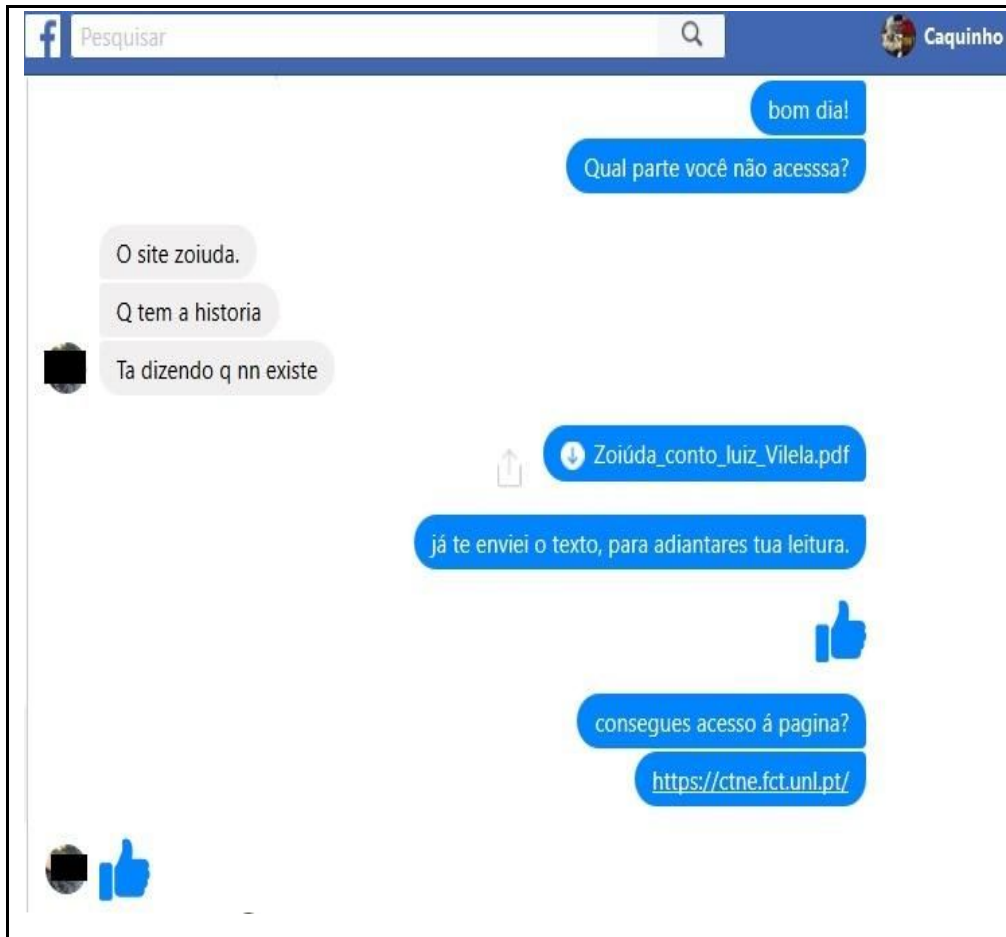 f Pesquisar Caquinho
bom dia!
Qual parte você não acesssa?
O site zoiuda.
Q tem a historia
Ta dizendo q nn existe
Zoiúda_conto_luiz_Vilela.pdf
já te enviei o texto, para adiantares tua leitura.
consegues acesso á pagina?
https://ctne.fct.unl.pt/